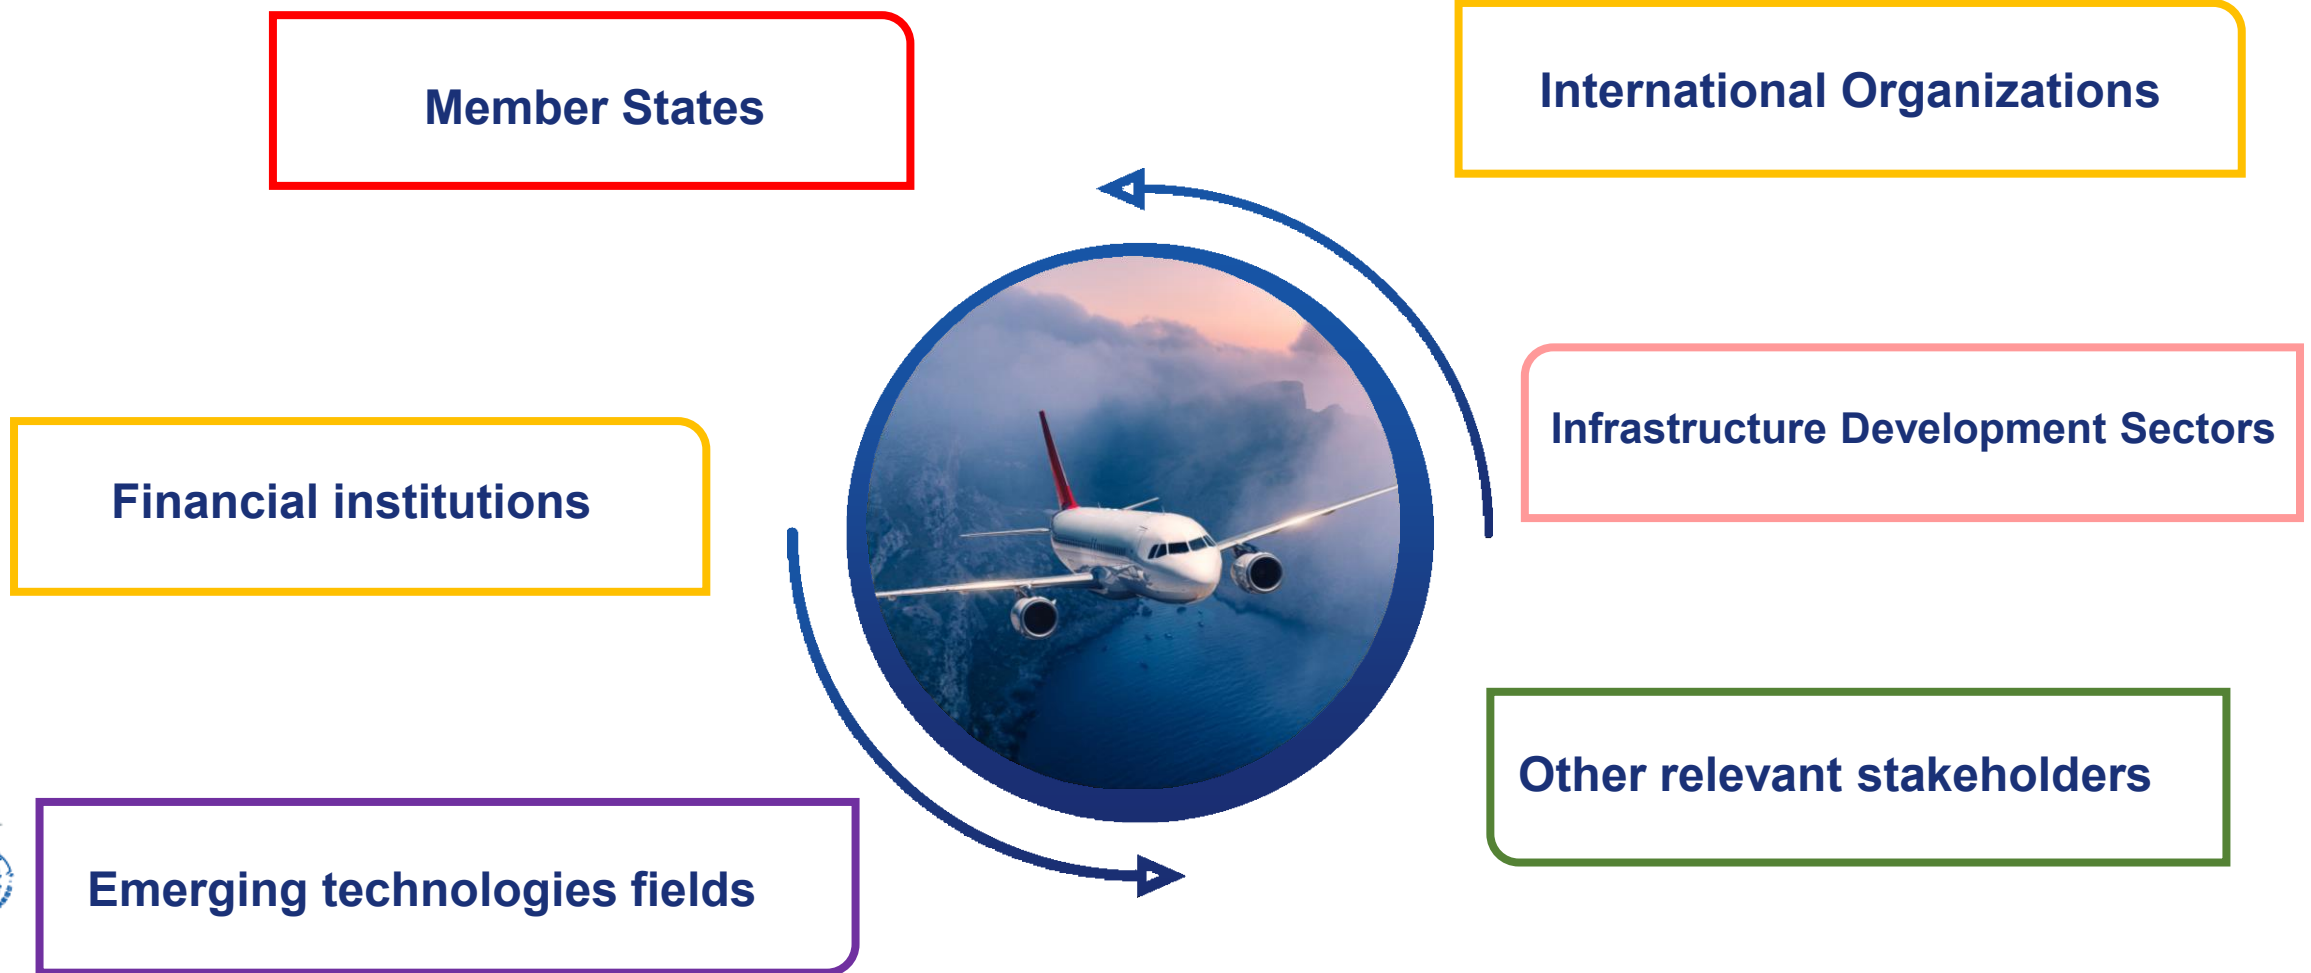 Member States
International Organizations
Financial institutions
Infrastructure Development Sectors
Emerging technologies fields
Other relevant stakeholders